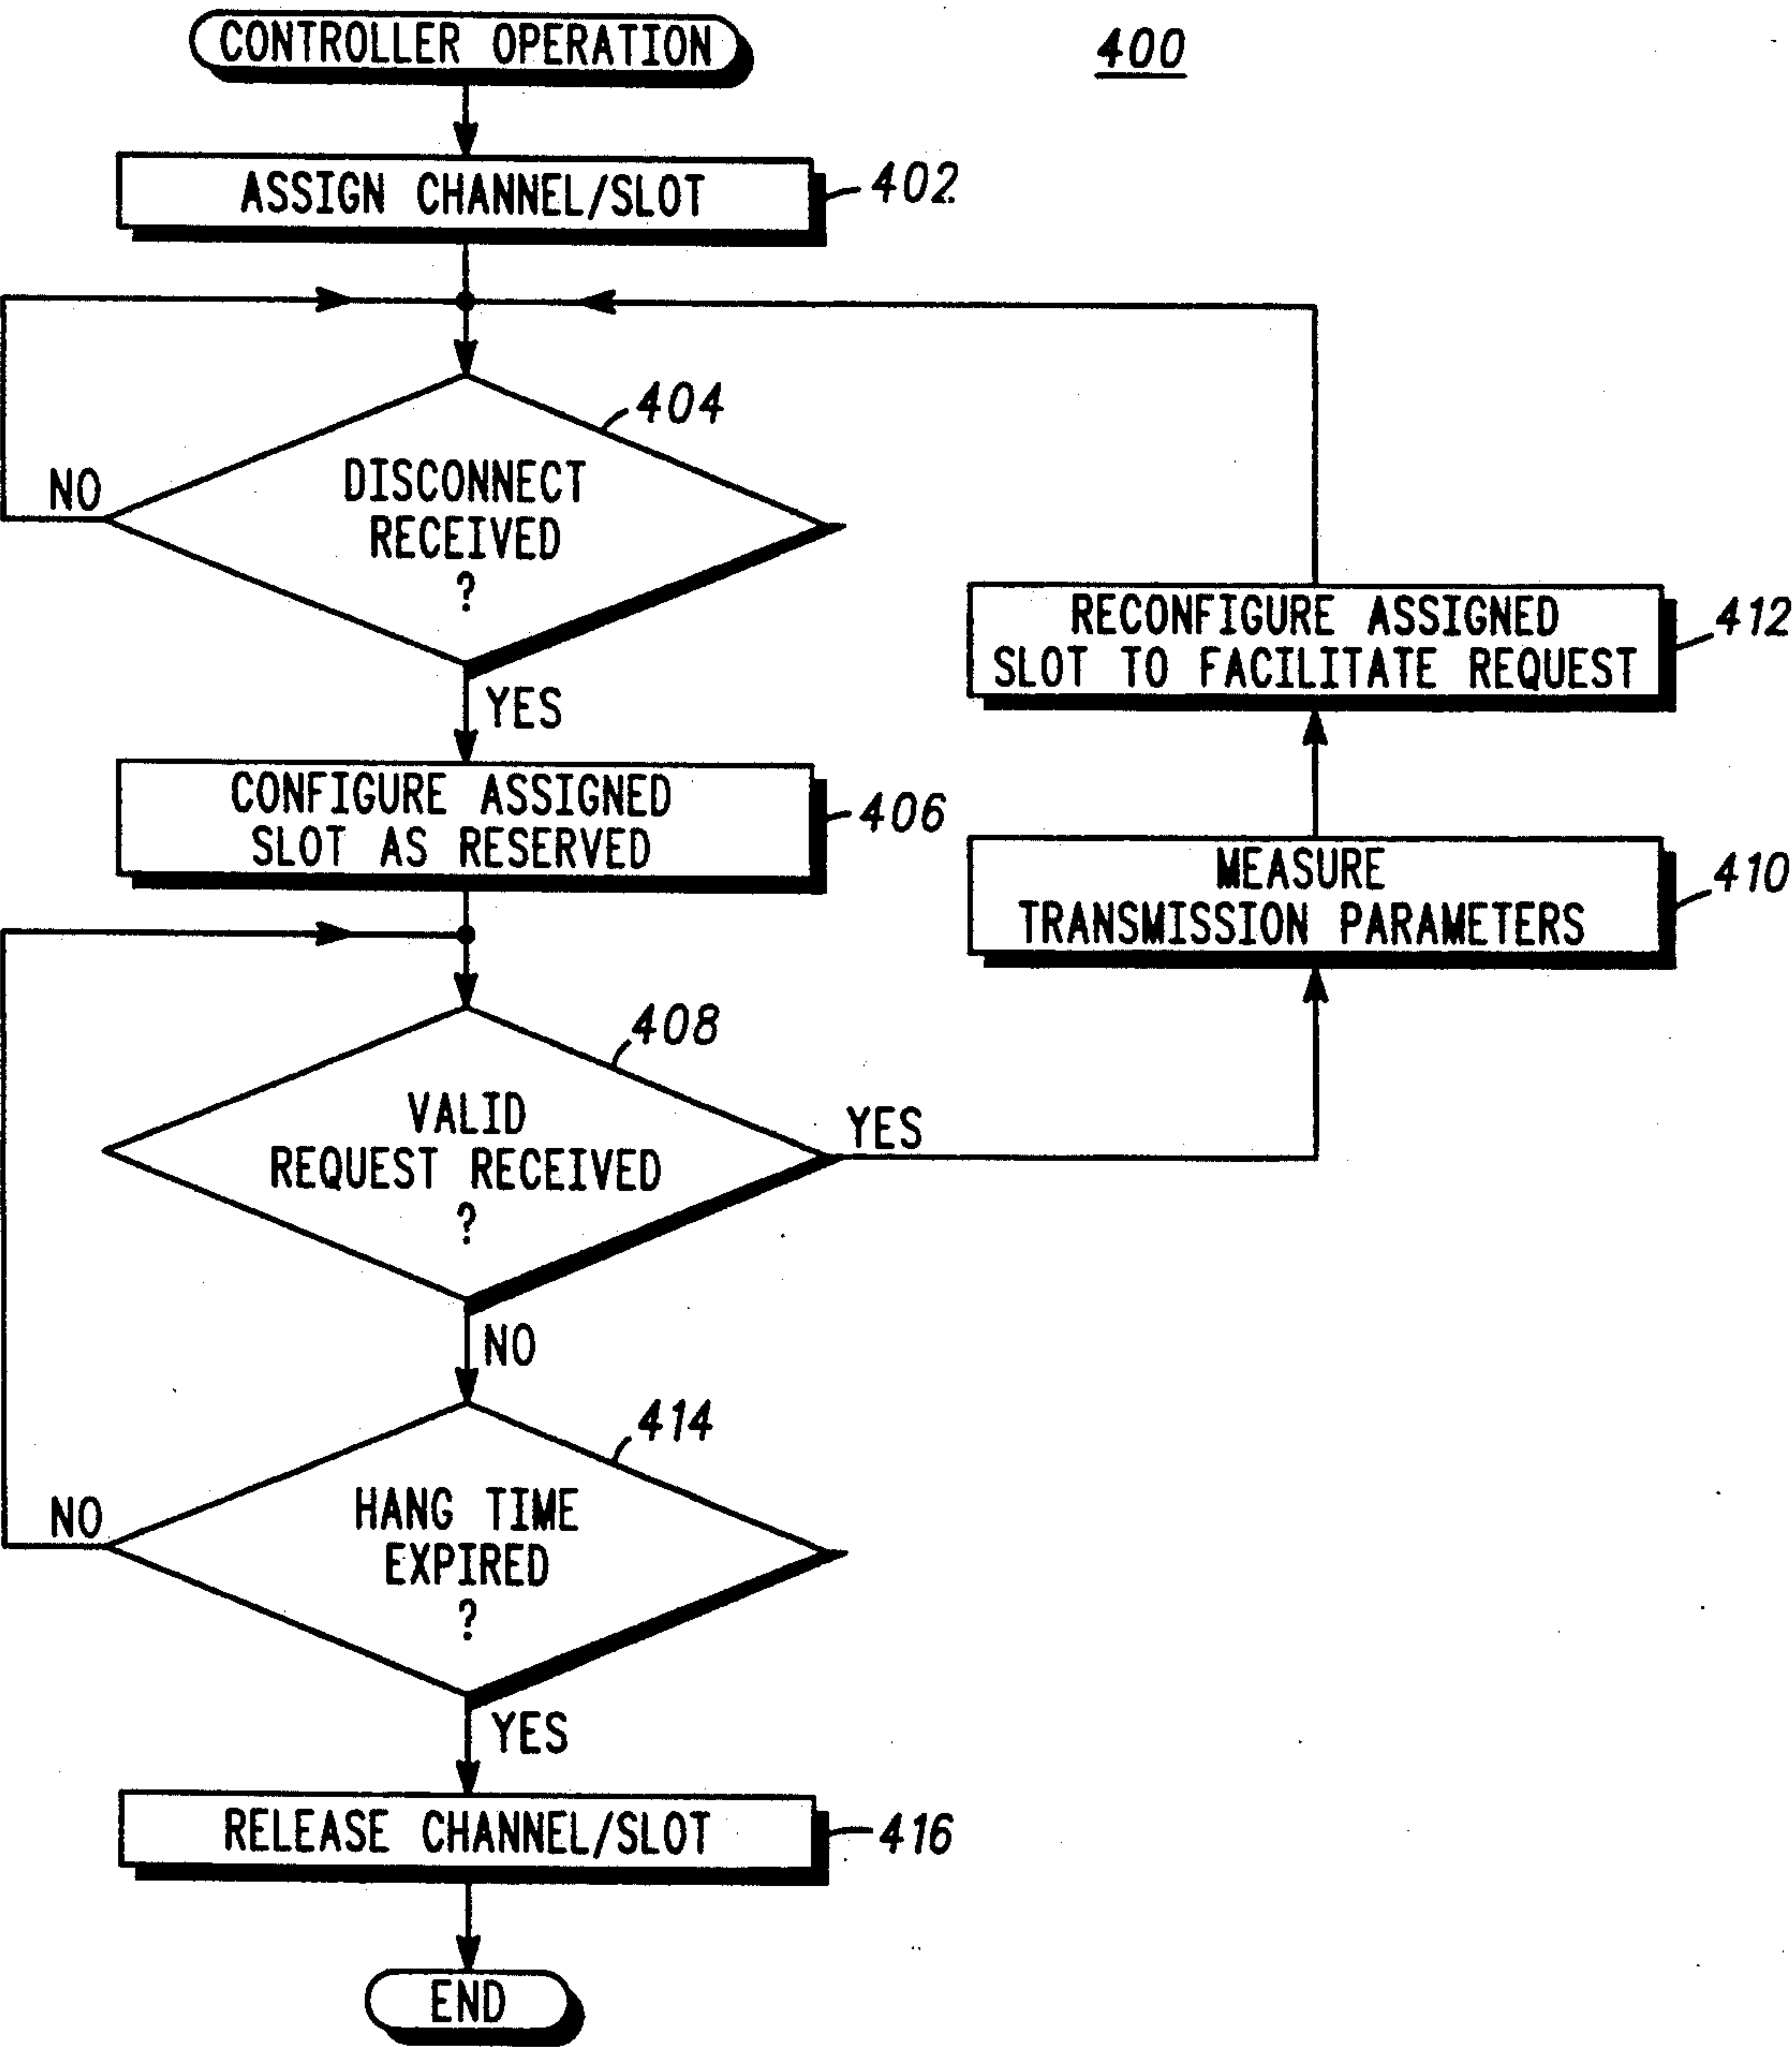 CONTROLLER OPERATION
400
ASSIGN CHANNEL/SLOT
402
404
DISCONNECT
RECEIVED
?
NO
YES
RECONFIGURE ASSIGNED
SLOT TO FACILITATE REQUEST
412
CONFIGURE ASSIGNED
SLOT AS RESERVED
406
MEASURE
TRANSMISSION PARAMETERS
410
408
VALID
REQUEST RECEIVED
?
YES
NO
414
HANG TIME
EXPIRED
?
NO
YES
RELEASE CHANNEL/SLOT
416
END